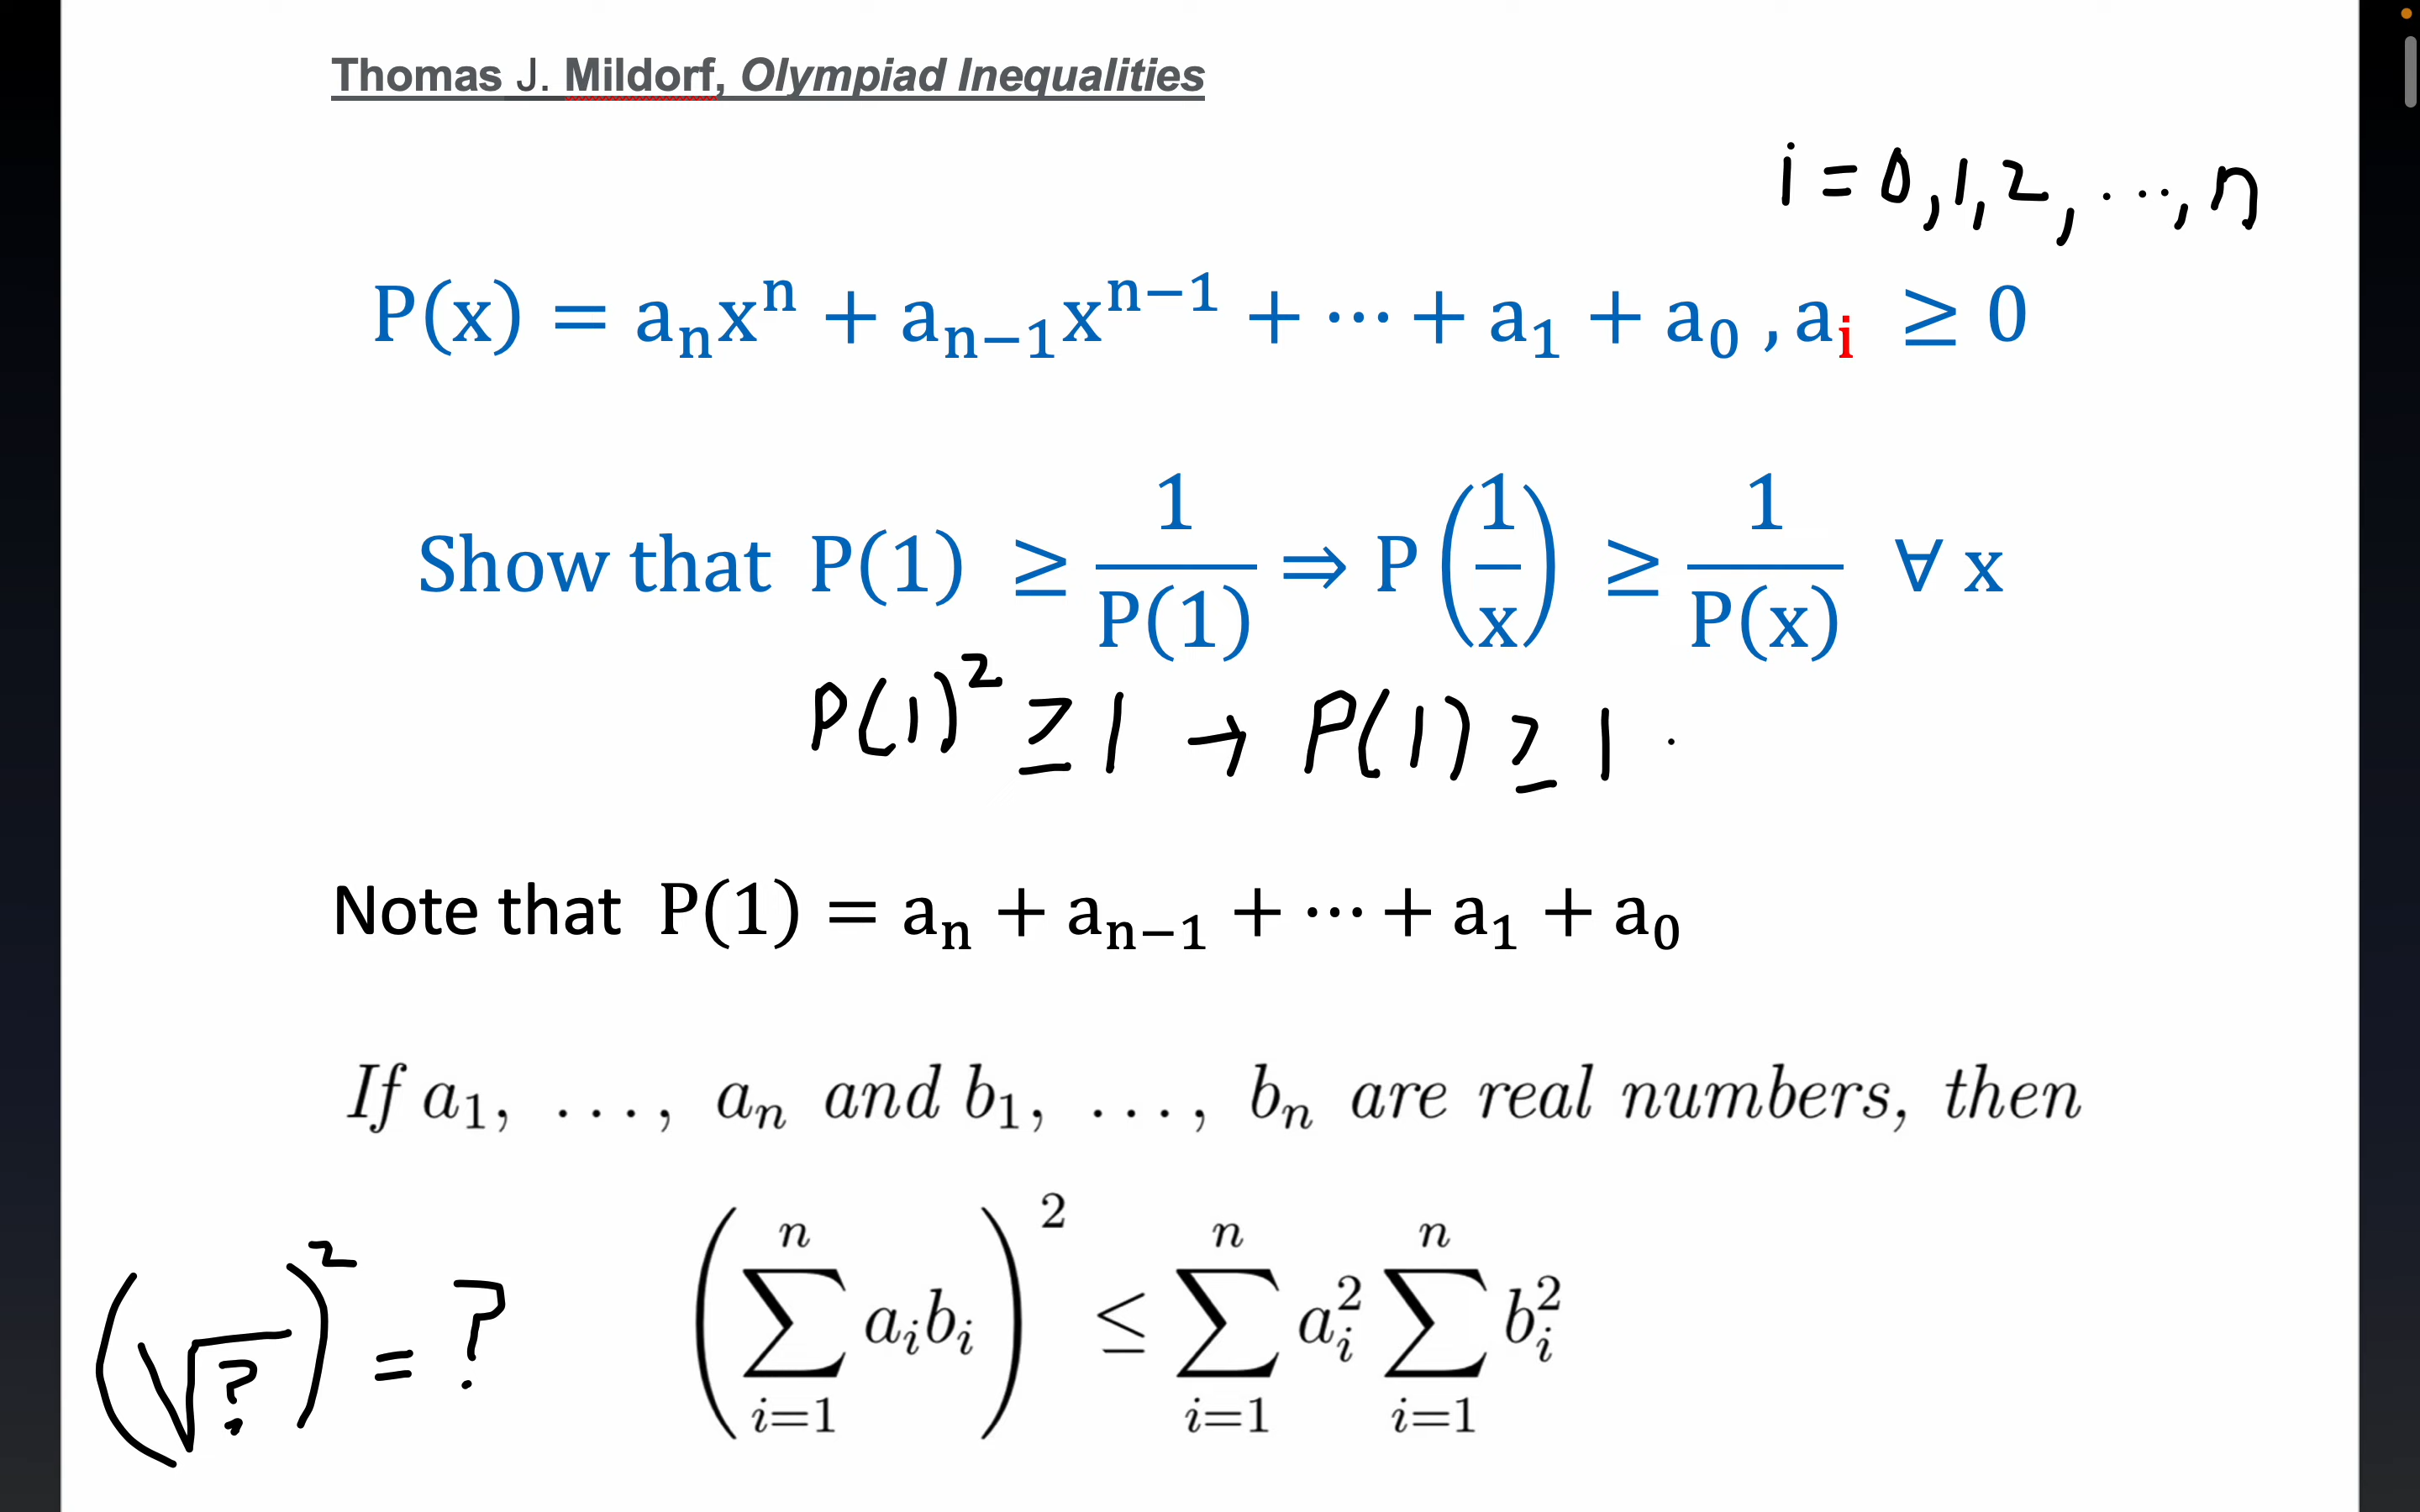 Thomas J. Mildorf, Olympiad Inequalities
i = 0, 1, 2, ..., n
P(x) = aₙxⁿ + aₙ₋₁xⁿ⁻¹ + ⋯ + a₁ + a₀ , aᵢ ≥ 0
Show that P(1) ≥ 1/P(1) ⇒ P(1/x) ≥ 1/P(x) ∀ x
P(1)² ≥ 1 → P(1) ≥ 1 .
Note that P(1) = aₙ + aₙ₋₁ + ⋯ + a₁ + a₀
If a₁, ..., aₙ and b₁, ..., bₙ are real numbers, then
(√?)² = ?
(∑ᵢ₌₁ⁿ aᵢbᵢ)² ≤ ∑ᵢ₌₁ⁿ aᵢ² ∑ᵢ₌₁ⁿ bᵢ²